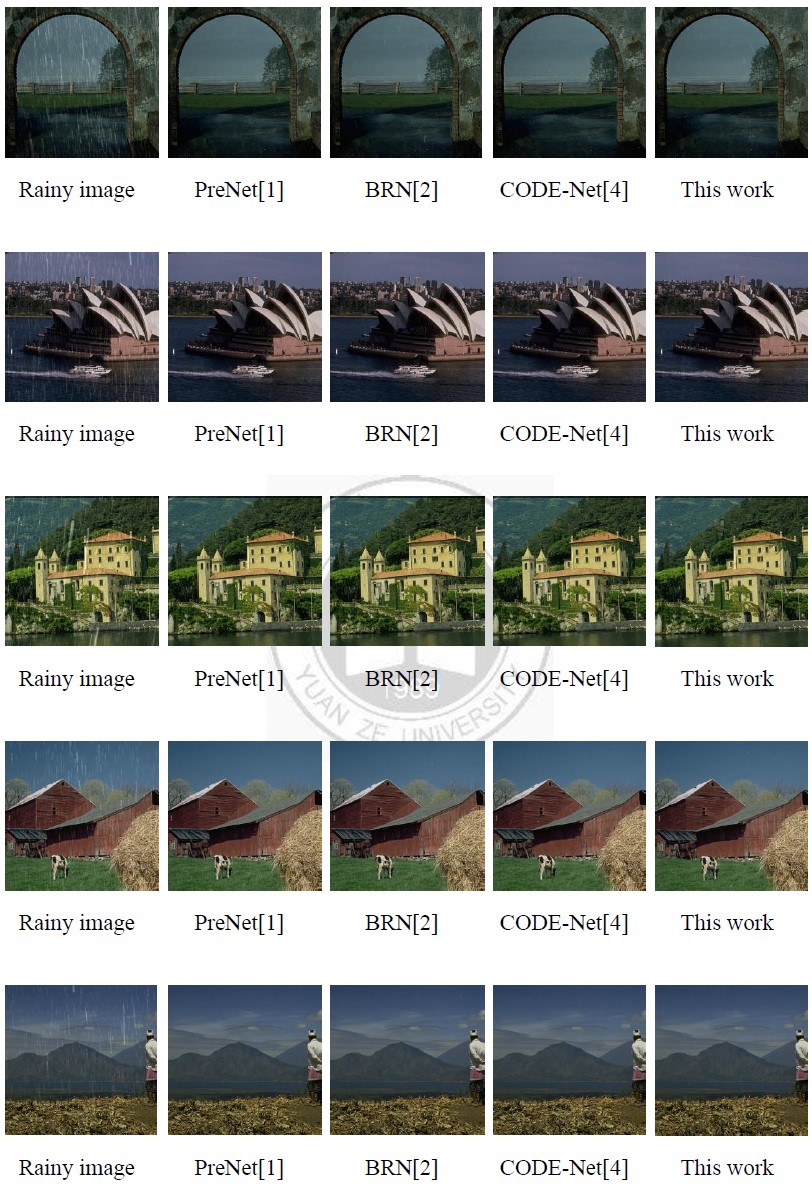 Rainy image PreNet[1] BRN[2] CODE-Net[4] This work
Rainy image PreNet[1] BRN[2] CODE-Net[4] This work
Rainy image PreNet[1] BRN[2] CODE-Net[4] This work
1989
YUAN ZE UNIVERSITY
Rainy image PreNet[1] BRN[2] CODE-Net[4] This work
Rainy image PreNet[1] BRN[2] CODE-Net[4] This work